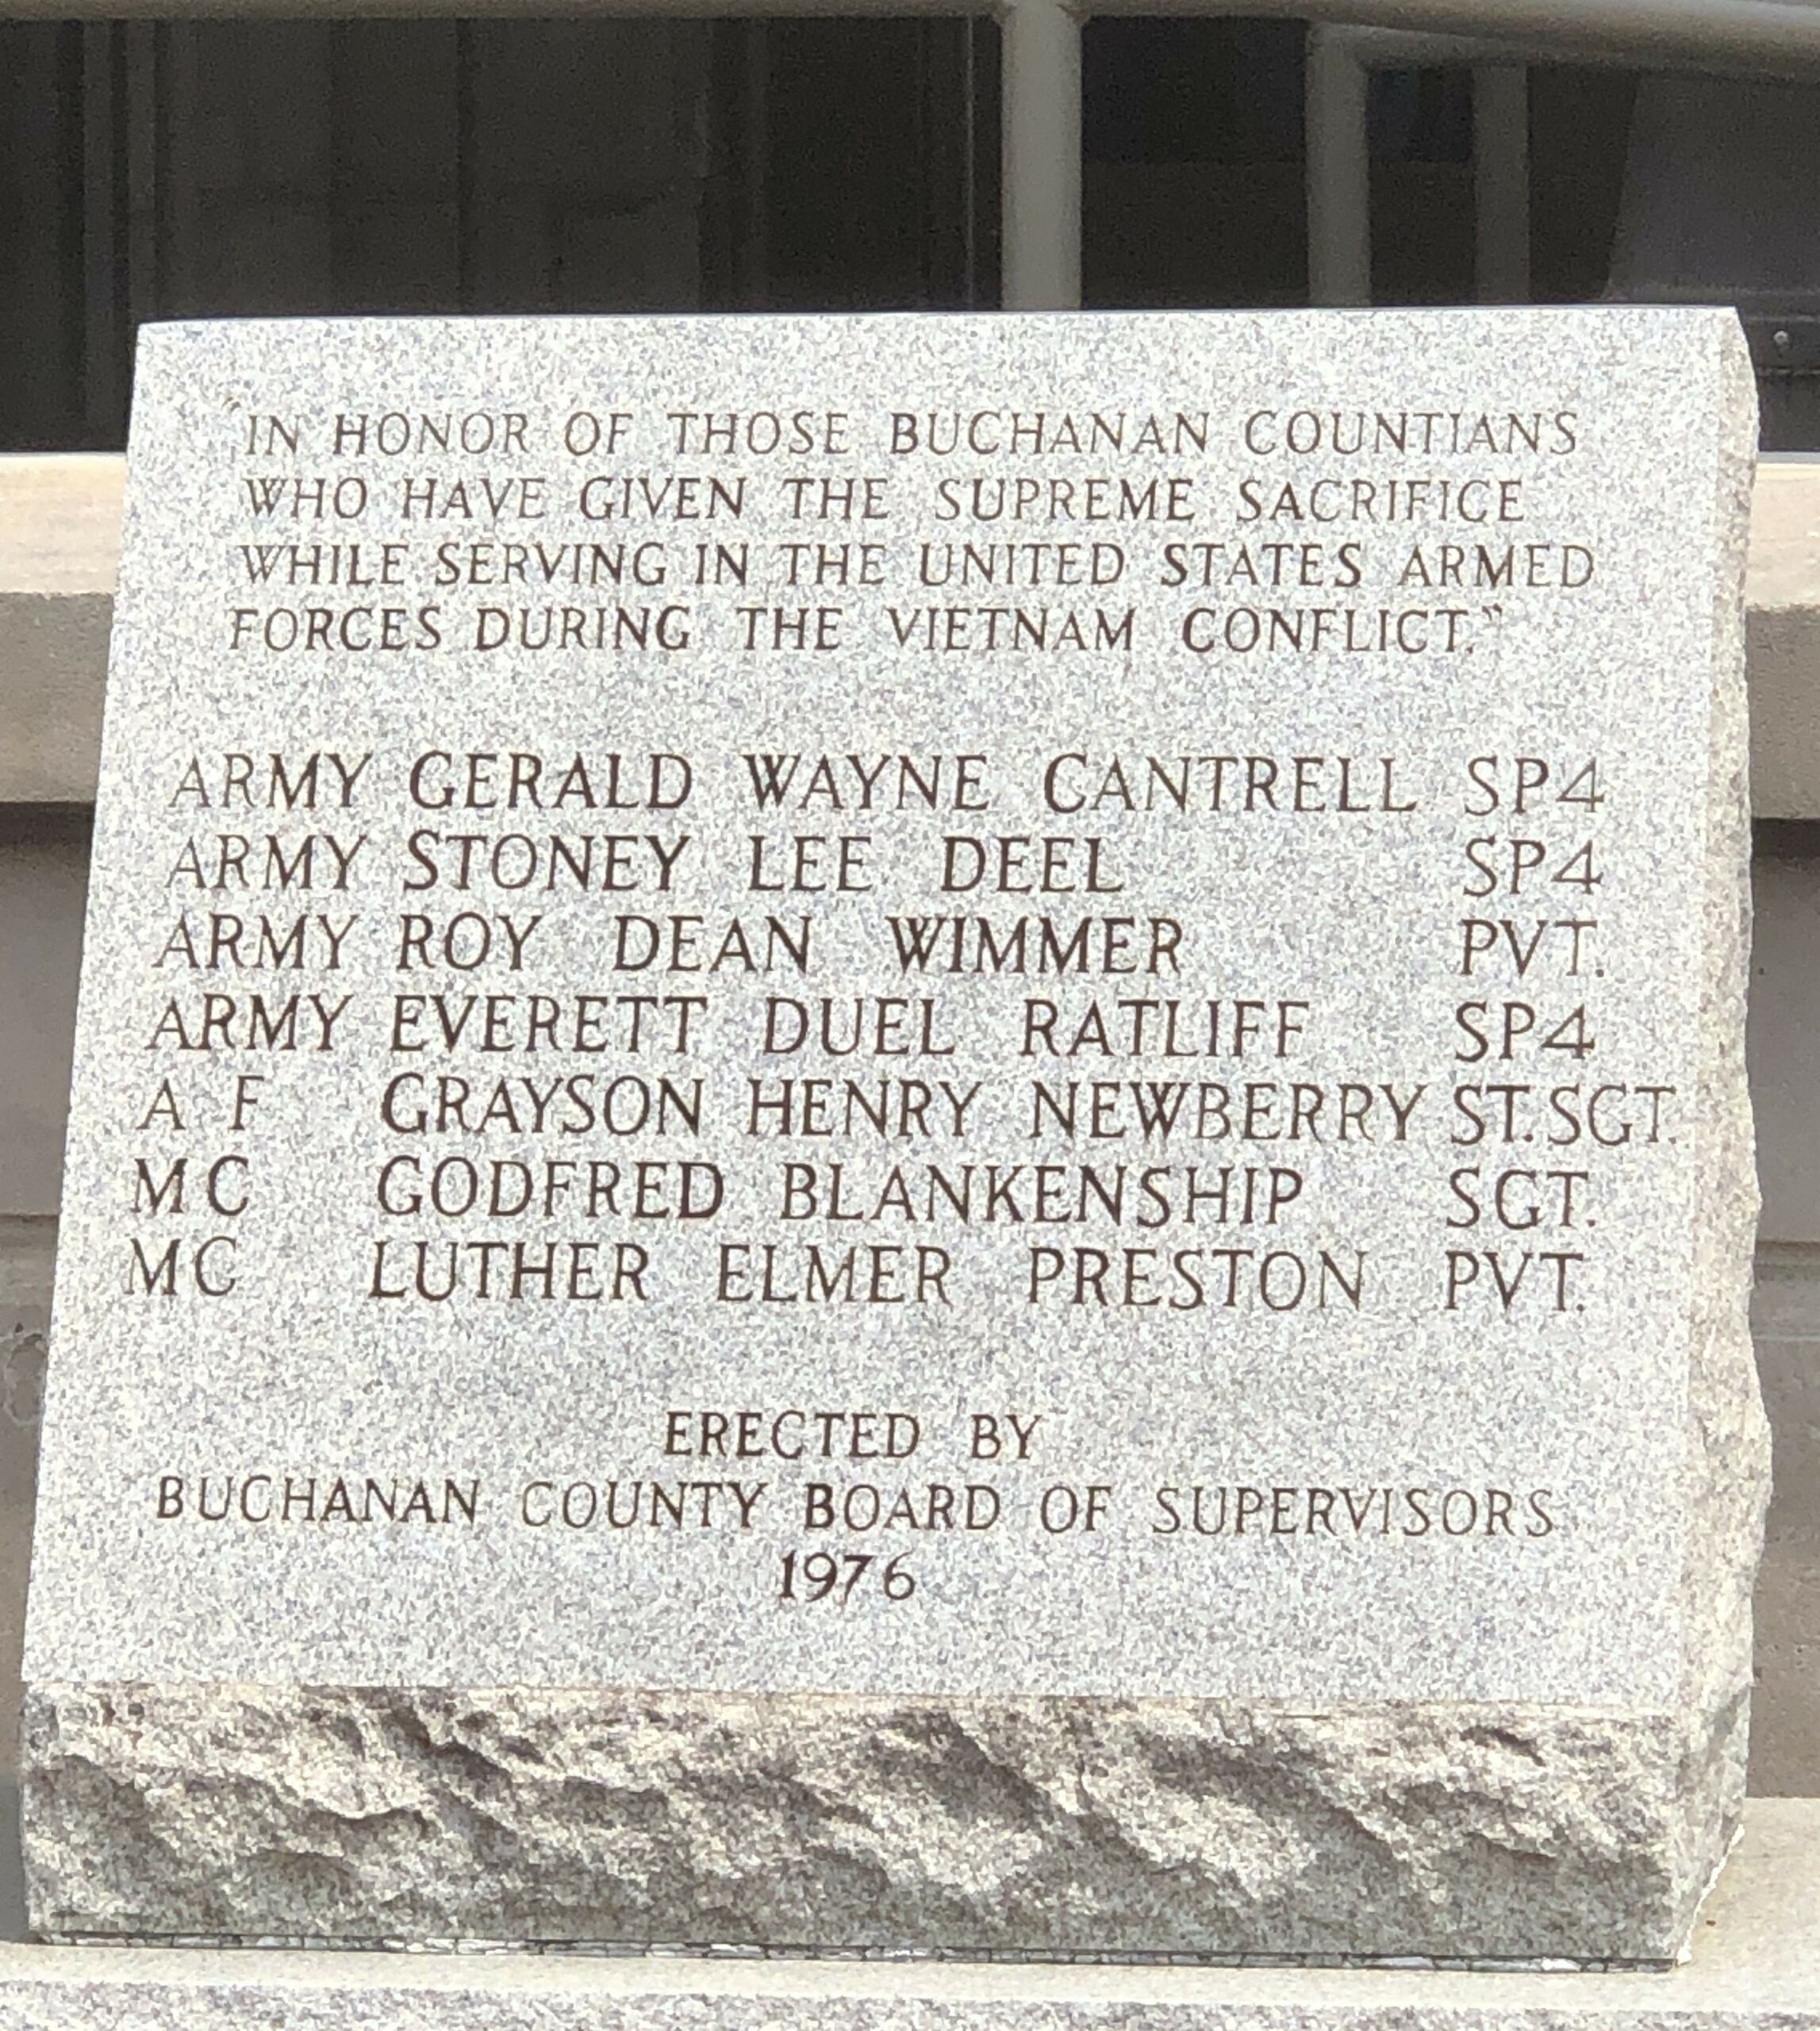 "IN HONOR OF THOSE BUCHANAN COUNTIANS
WHO HAVE GIVEN THE SUPREME SACRIFICE
WHILE SERVING IN THE UNITED STATES ARMED
FORCES DURING THE VIETNAM CONFLICT."
ARMY GERALD WAYNE CANTRELL SP4
ARMY STONEY LEE DEEL SP4
ARMY ROY DEAN WIMMER PVT.
ARMY EVERETT DUEL RATLIFF SP4
A F GRAYSON HENRY NEWBERRY ST.SGT.
MC GODFRED BLANKENSHIP SGT.
MC LUTHER ELMER PRESTON PVT.
ERECTED BY
BUCHANAN COUNTY BOARD OF SUPERVISORS
1976